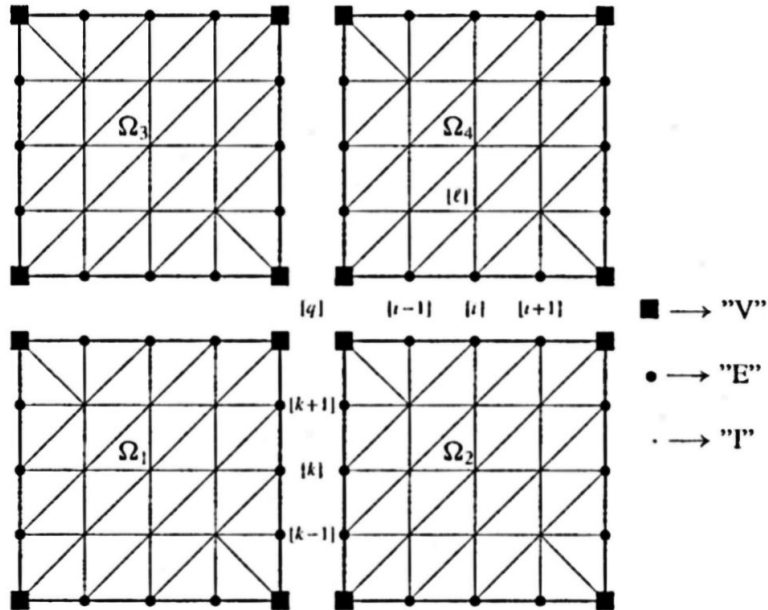 Ω₃ Ω₄
[ℓ]
[q] [i−1] [i] [i+1]
■ → "V"
[k+1]
● → "E"
Ω₁ [k] Ω₂
· → "I"
[k−1]